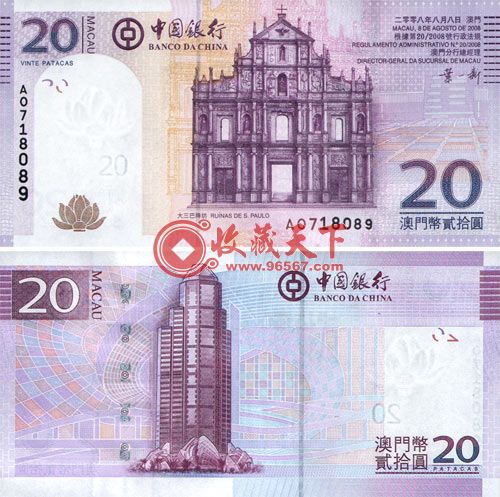 20
MACAU
VINTE PATACAS
中國銀行
BANCO DA CHINA
二零零八年八月八日 澳門
MACAU, 8 DE AGOSTO DE 2008
根據第20/2008號行政法規
REGULAMENTO ADMINISTRATIVO N.º 20/2008
澳門分行總經理
DIRECTOR-GERAL DA SUCURSAL DE MACAU
AO718089
20
大三巴牌坊 RUINAS DE S. PAULO
AO718089
20
澳門幣貳拾圓
收藏天下
www.96567.com
20
MACAU
中國銀行
BANCO DA CHINA
20
澳門幣
貳拾圓
20
PATACAS